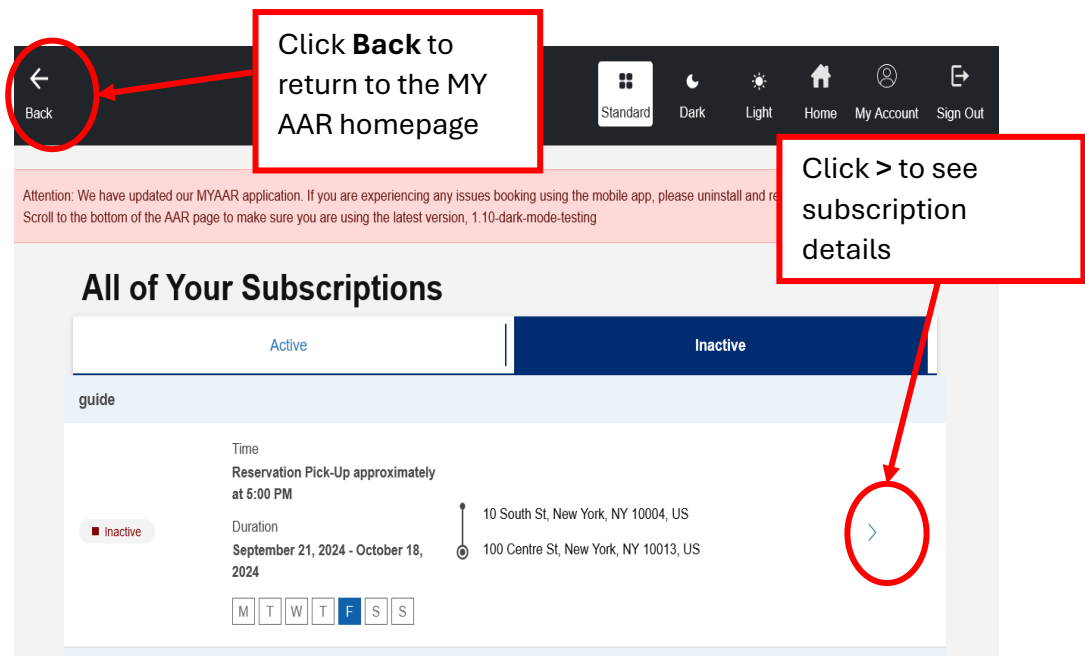 Click Back to
return to the MY
AAR homepage
Back
Standard
Dark
Light
Home
My Account
Sign Out
Click > to see
subscription
details
Attention: We have updated our MYAAR application. If you are experiencing any issues booking using the mobile app, please uninstall and
Scroll to the bottom of the AAR page to make sure you are using the latest version, 1.10-dark-mode-testing
All of Your Subscriptions
Active
Inactive
guide
Inactive
Time
Reservation Pick-Up approximately
at 5:00 PM
Duration
September 21, 2024 - October 18,
2024
M T W T F S S
10 South St, New York, NY 10004, US
100 Centre St, New York, NY 10013, US